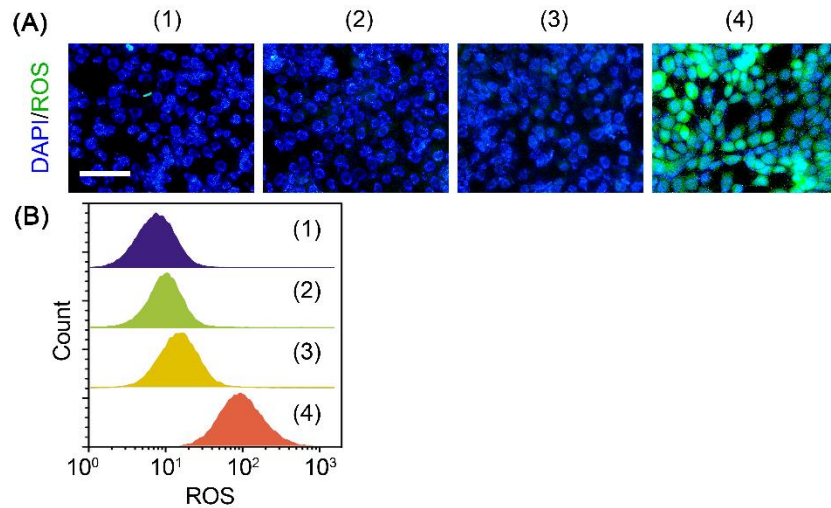 (A)
(1) (2) (3) (4)
DAPI/ROS
(B)
(1)
(2)
(3)
(4)
Count
10⁰ 10¹ 10² 10³
ROS